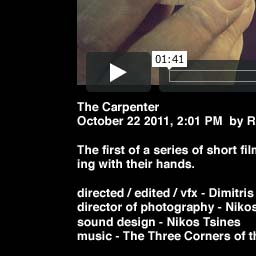 01:41
The Carpenter
October 22 2011, 2:01 PM by R
The first of a series of short
ing with their hands.
directed / edited / vfx - Dimitris
director of photography - Nikos
sound design - Nikos Tsines
music - The Three Corners of